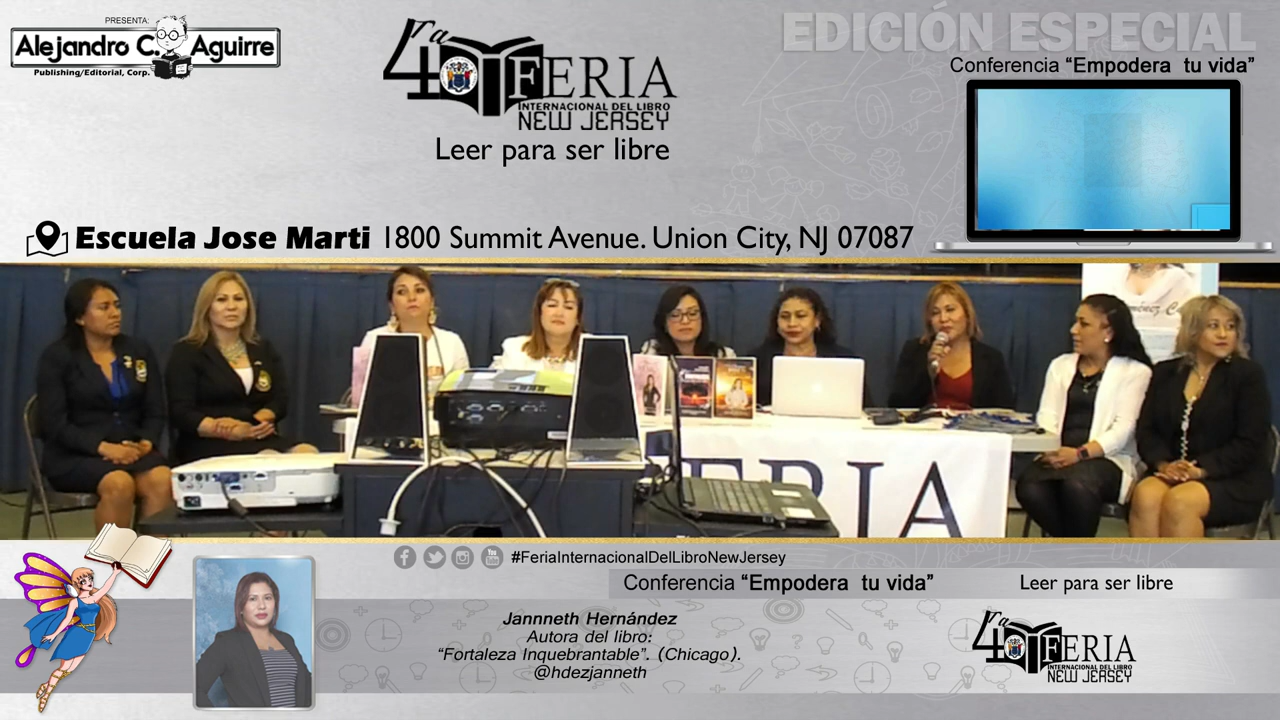 PRESENTA:
Alejandro C. Aguirre
Publishing/Editorial, Corp.
4ra FERIA
INTERNACIONAL DEL LIBRO
NEW JERSEY
Leer para ser libre
EDICIÓN ESPECIAL
Conferencia “Empodera tu vida”
Escuela Jose Marti 1800 Summit Avenue. Union City, NJ 07087
FERIA
#FeriaInternacionalDelLibroNewJersey
Conferencia “Empodera tu vida”
Leer para ser libre
Jannneth Hernández
Autora del libro:
“Fortaleza Inquebrantable”. (Chicago).
@hdezjanneth
4ra FERIA
INTERNACIONAL DEL LIBRO
NEW JERSEY